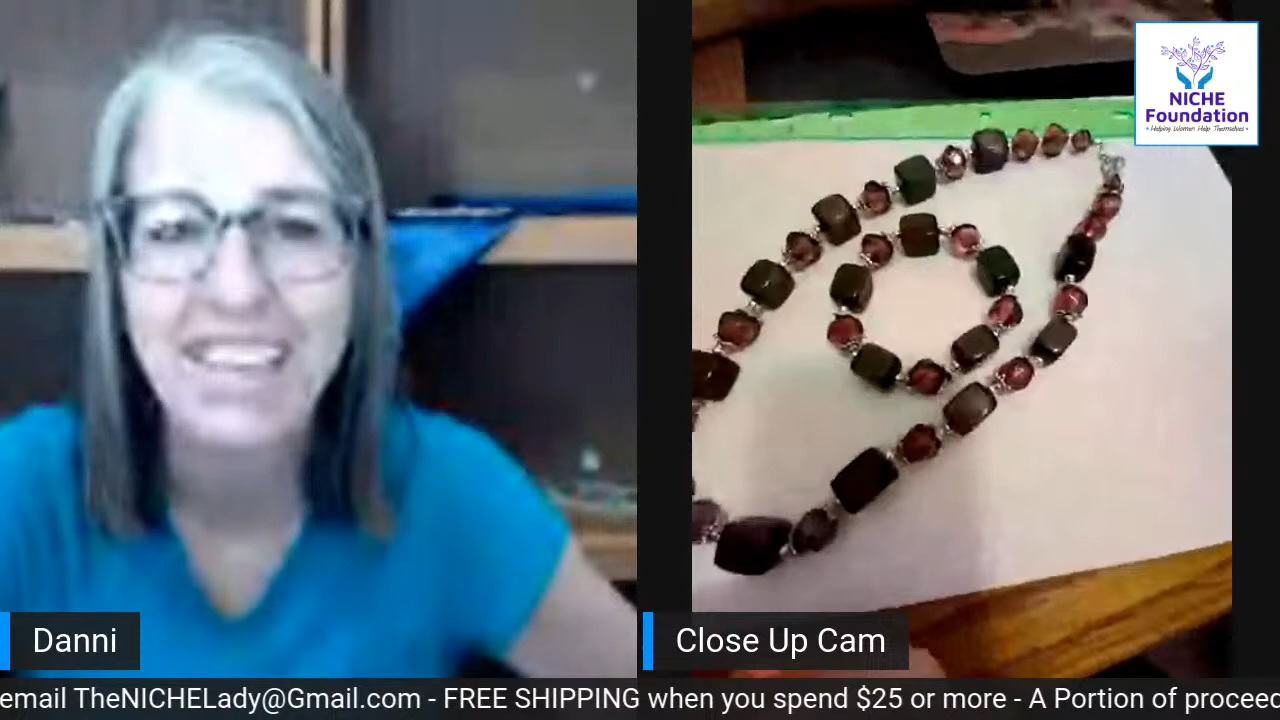 NICHE
Foundation
• Helping Women Help Themselves •
Danni
Close Up Cam
email TheNICHELady@Gmail.com - FREE SHIPPING when you spend $25 or more - A Portion of proceed